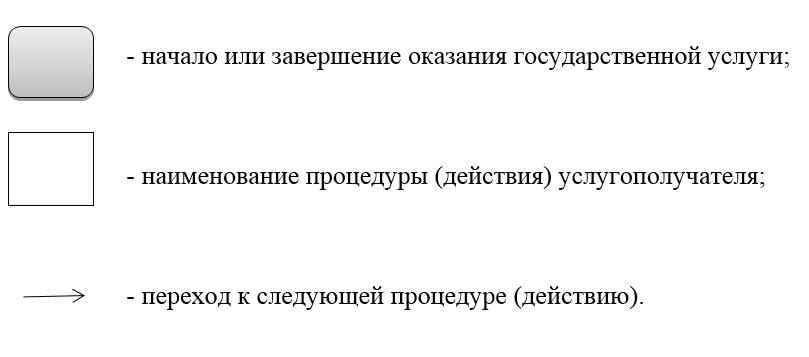 - начало или завершение оказания государственной услуги;
- наименование процедуры (действия) услугополучателя;
- переход к следующей процедуре (действию).